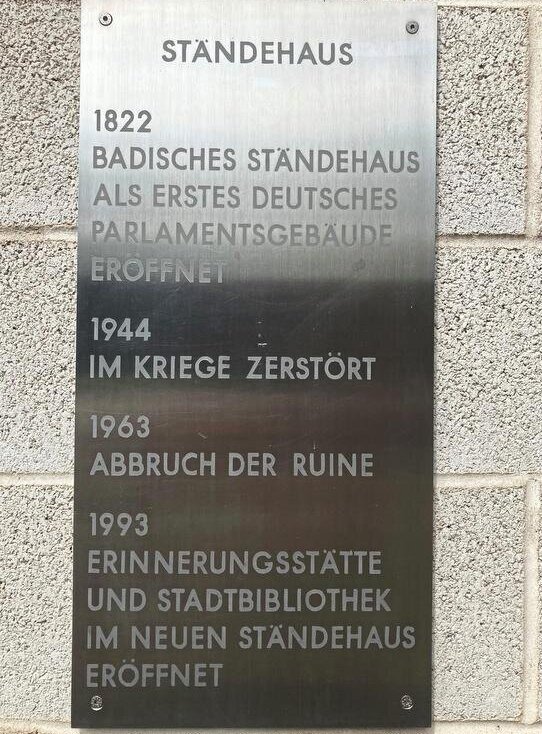 STÄNDEHAUS
1822
BADISCHES STÄNDEHAUS
ALS ERSTES DEUTSCHES
PARLAMENTSGEBÄUDE
ERÖFFNET
1944
IM KRIEGE ZERSTÖRT
1963
ABBRUCH DER RUINE
1993
ERINNERUNGSSTÄTTE
UND STADTBIBLIOTHEK
IM NEUEN STÄNDEHAUS
ERÖFFNET